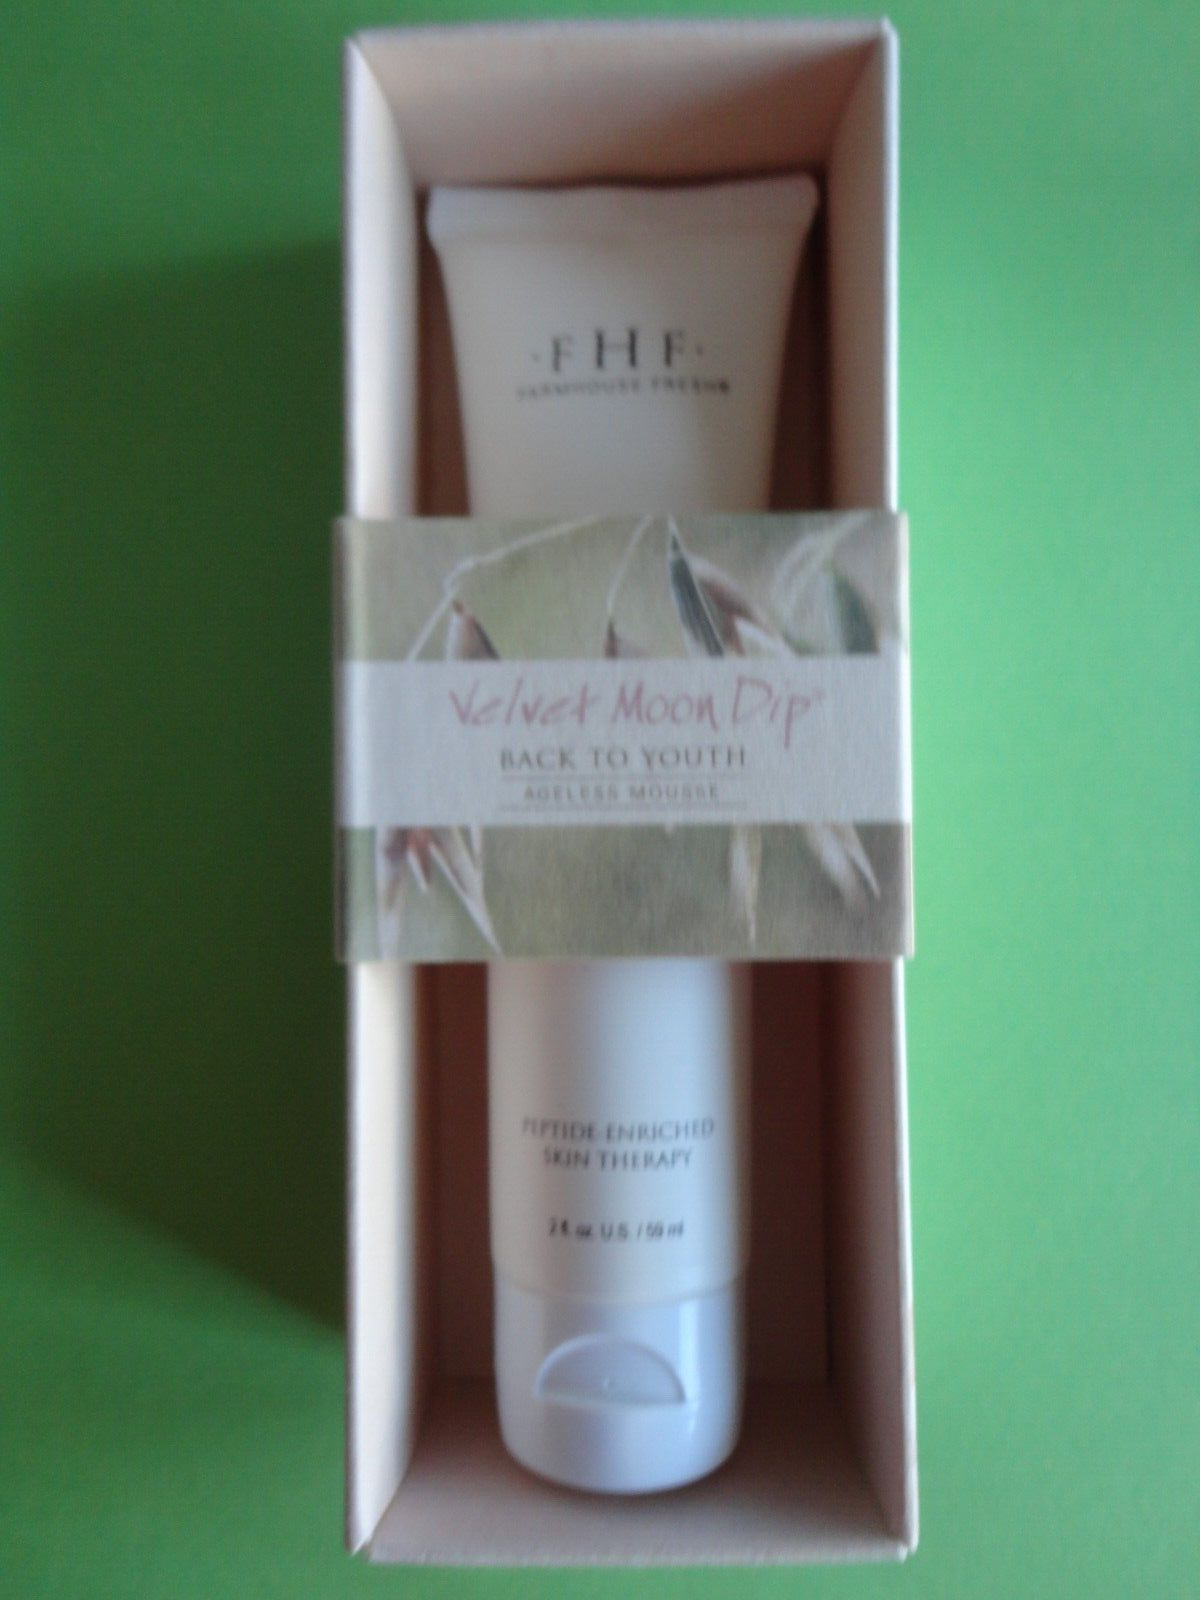 ·FHF·
FARMHOUSE FRESH®
Velvet Moon Dip®
BACK TO YOUTH
AGELESS MOUSSE
PEPTIDE-ENRICHED
SKIN THERAPY
2 fl. oz. U.S. / 59 ml